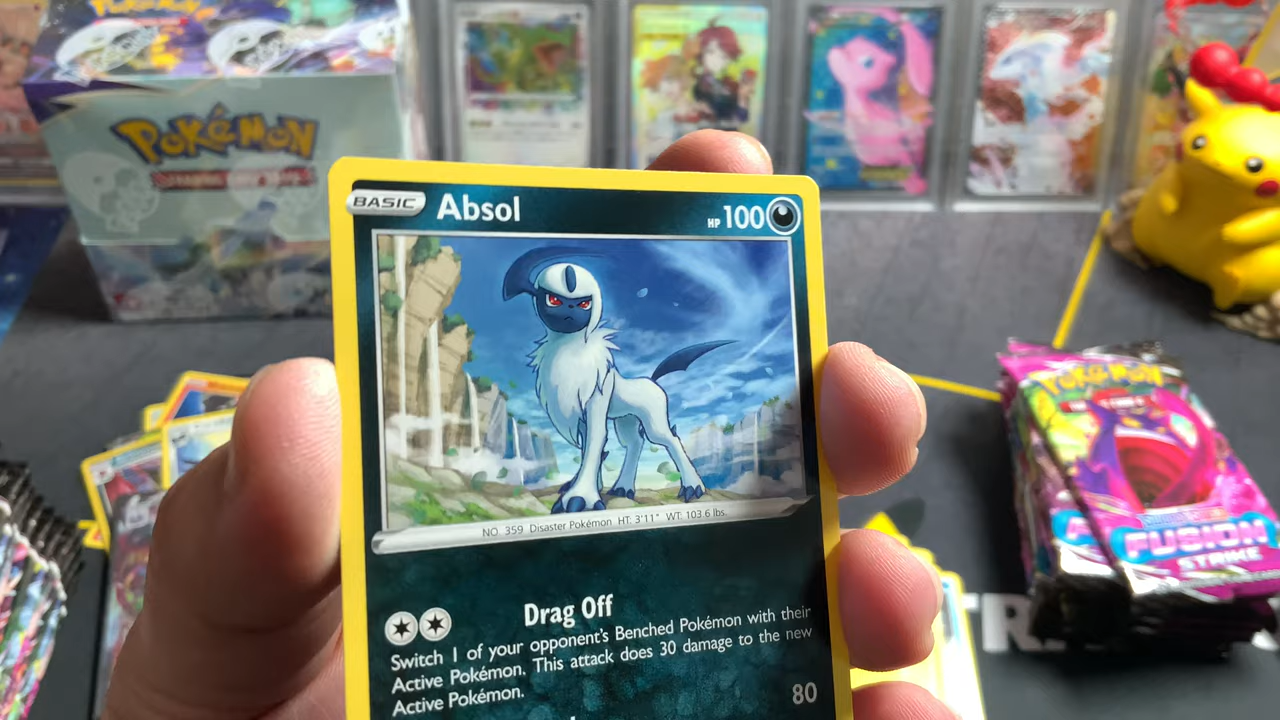 POKéMON
BASIC
Absol
HP 100
NO. 359 Disaster Pokémon HT: 3'11" WT: 103.6 lbs.
Drag Off
Switch 1 of your opponent's Benched Pokémon with their
Active Pokémon. This attack does 30 damage to the new
Active Pokémon.
80
POKéMON
FUSION
STRIKE
TR